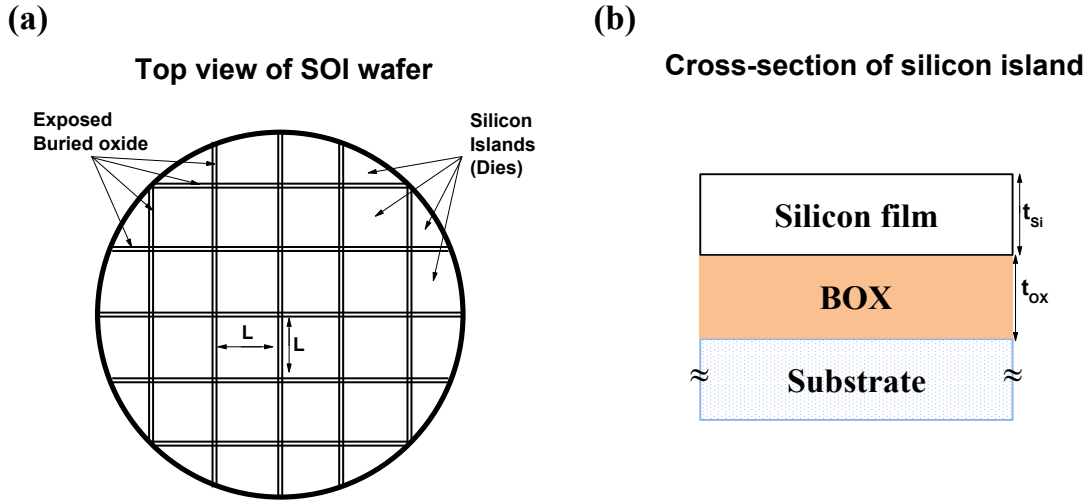 (a)
Top view of SOI wafer
Exposed
Buried oxide
Silicon
Islands
(Dies)
L
L
(b)
Cross-section of silicon island
Silicon film
tSi
BOX
tOX
≈ Substrate ≈